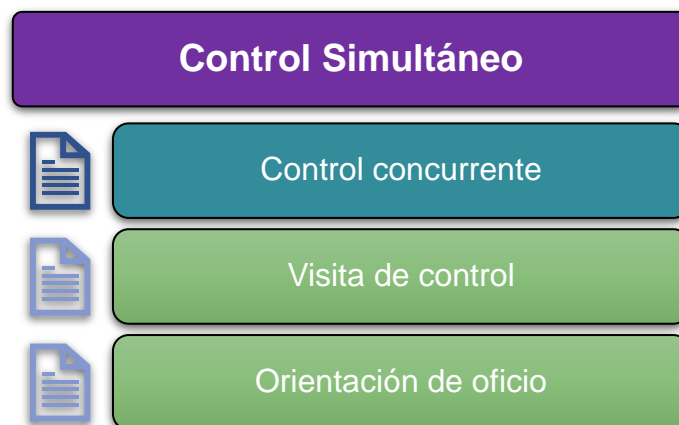 Control Simultáneo
Control concurrente
Visita de control
Orientación de oficio